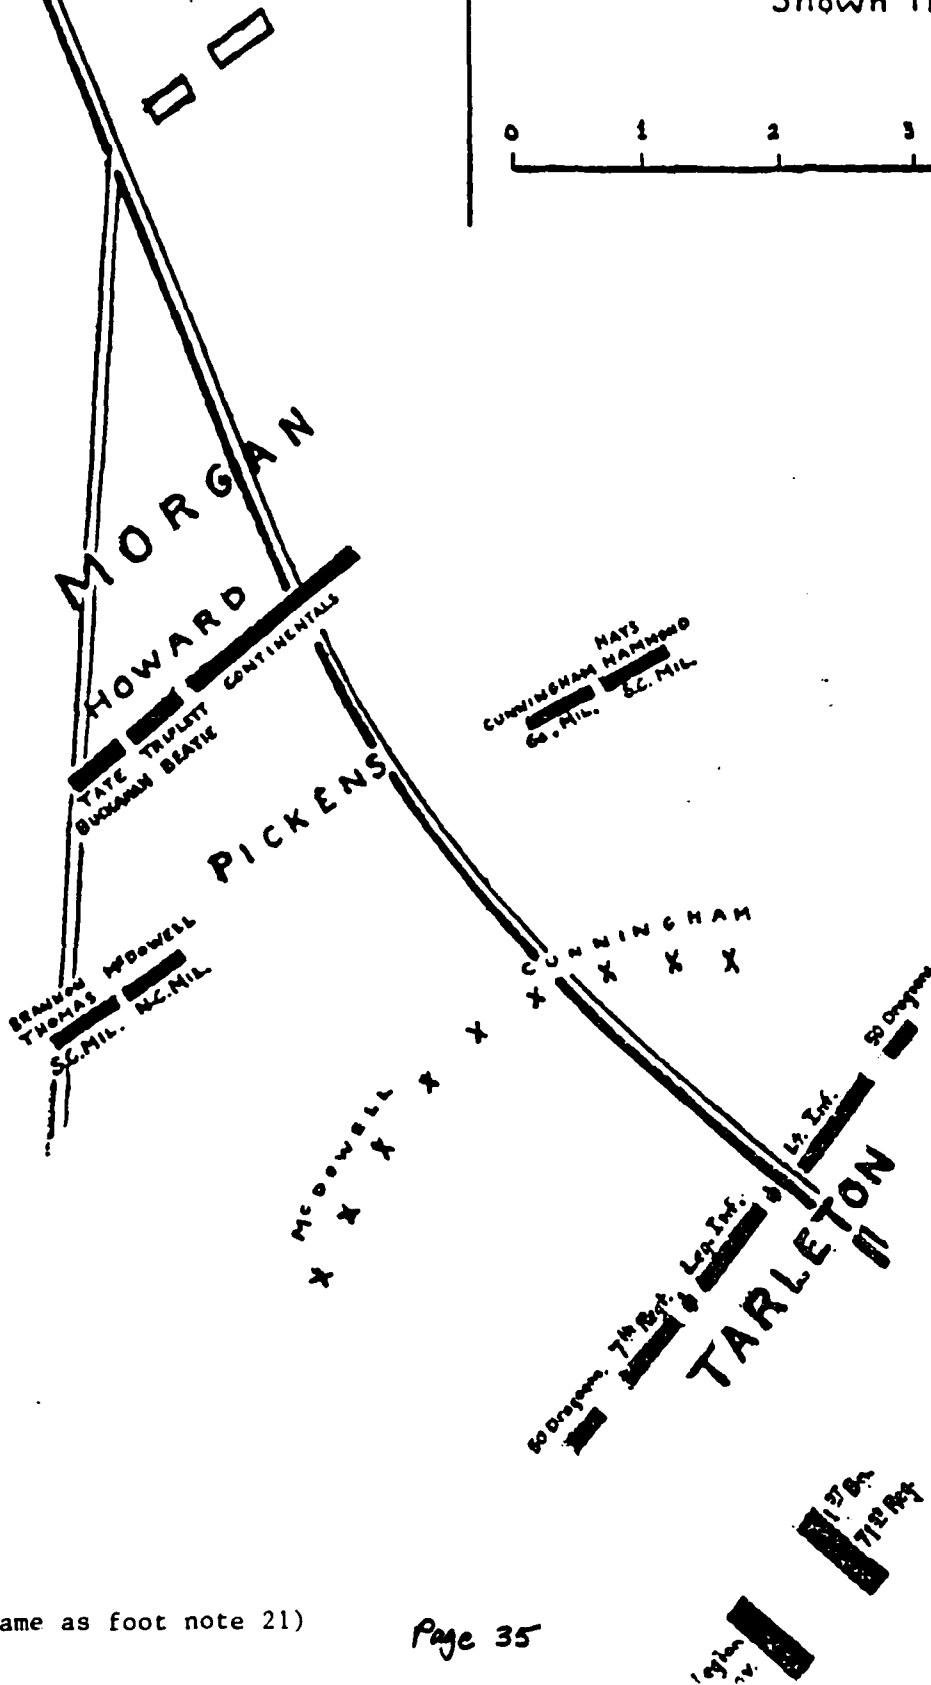 Shown
0 1 2 3
MORGAN
HOWARD
CONTINENTALS
TATE TRIPLETT
BUCHANAN BEATIE
HAYS
CUNNINGHAM HAMMOND
Ga. MIL. S.C. MIL.
PICKENS
BRANNON McDOWELL
THOMAS
S.C. MIL. N.C. MIL.
CUNNINGHAM
x x x x x x x x x x
McDOWELL
50 Dragoons
Lt. Inf.
Leg. Inf.
7th Regt.
50 Dragoons
TARLETON
1ST Bn.
71st Reg
Legion
ame as foot note 21)
Page 35